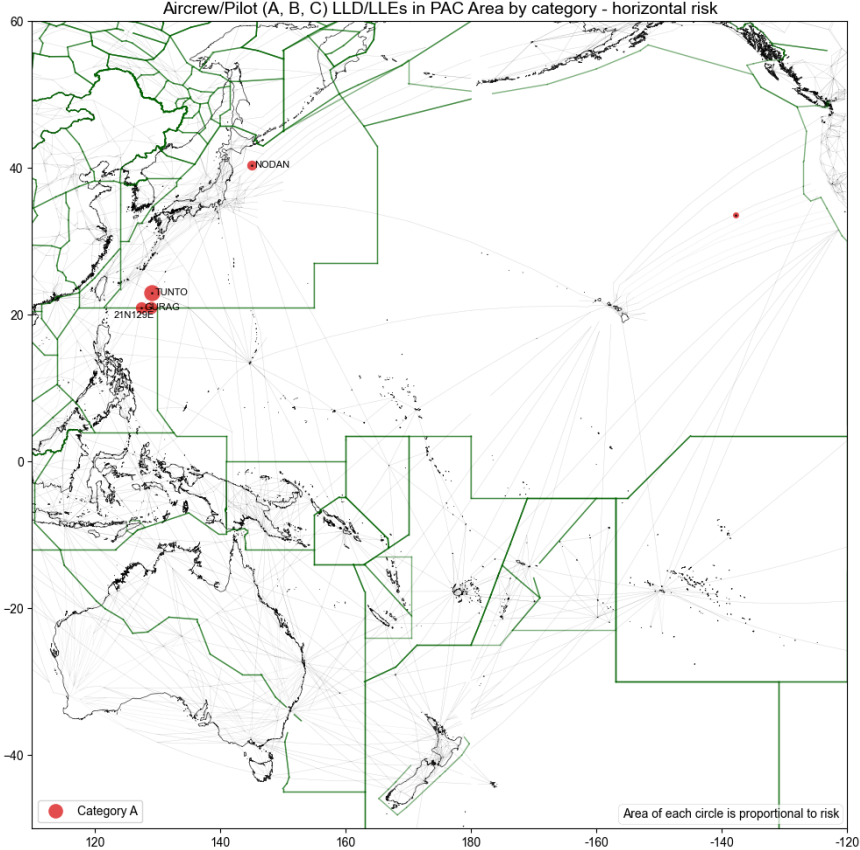 Aircrew/Pilot (A, B, C) LLD/LLEs in PAC Area by category - horizontal risk
60
40
20
0
−20
−40
NODAN
TUNTO
GURAG
21N129E
Category A
Area of each circle is proportional to risk
120
140
160
180
-160
-140
-120